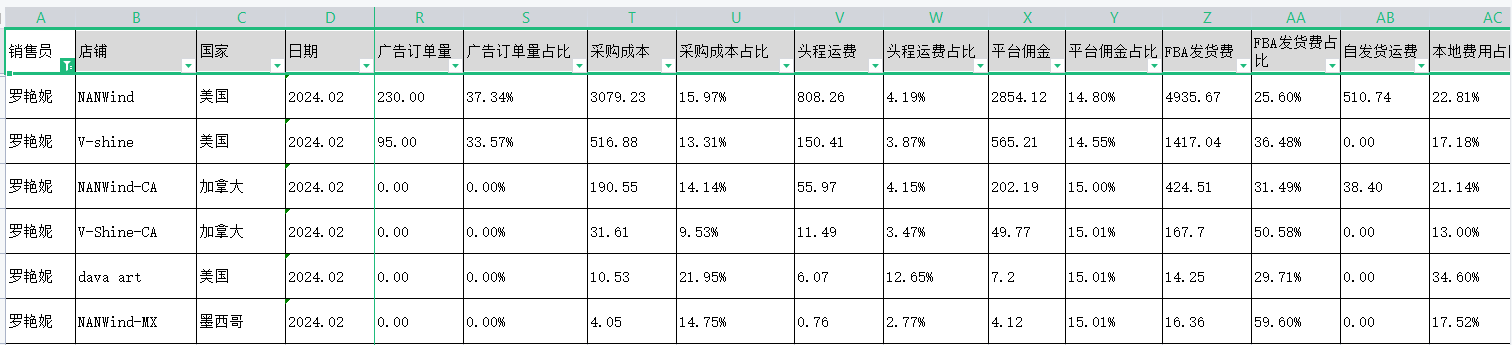 A B C D R S T U V W X Y Z AA AB AC
销售员 店铺 国家 日期 广告订单量 广告订单量占比 采购成本 采购成本占比 头程运费 头程运费占比 平台佣金 平台佣金占比 FBA发货费 FBA发货费占比 自发货运费 本地费用占
罗艳妮 NANWind 美国 2024.02 230.00 37.34% 3079.23 15.97% 808.26 4.19% 2854.12 14.80% 4935.67 25.60% 510.74 22.81%
罗艳妮 V-shine 美国 2024.02 95.00 33.57% 516.88 13.31% 150.41 3.87% 565.21 14.55% 1417.04 36.48% 0.00 17.18%
罗艳妮 NANWind-CA 加拿大 2024.02 0.00 0.00% 190.55 14.14% 55.97 4.15% 202.19 15.00% 424.51 31.49% 38.40 21.14%
罗艳妮 V-Shine-CA 加拿大 2024.02 0.00 0.00% 31.61 9.53% 11.49 3.47% 49.77 15.01% 167.7 50.58% 0.00 13.00%
罗艳妮 dava art 美国 2024.02 0.00 0.00% 10.53 21.95% 6.07 12.65% 7.2 15.01% 14.25 29.71% 0.00 34.60%
罗艳妮 NANWind-MX 墨西哥 2024.02 0.00 0.00% 4.05 14.75% 0.76 2.77% 4.12 15.01% 16.36 59.60% 0.00 17.52%